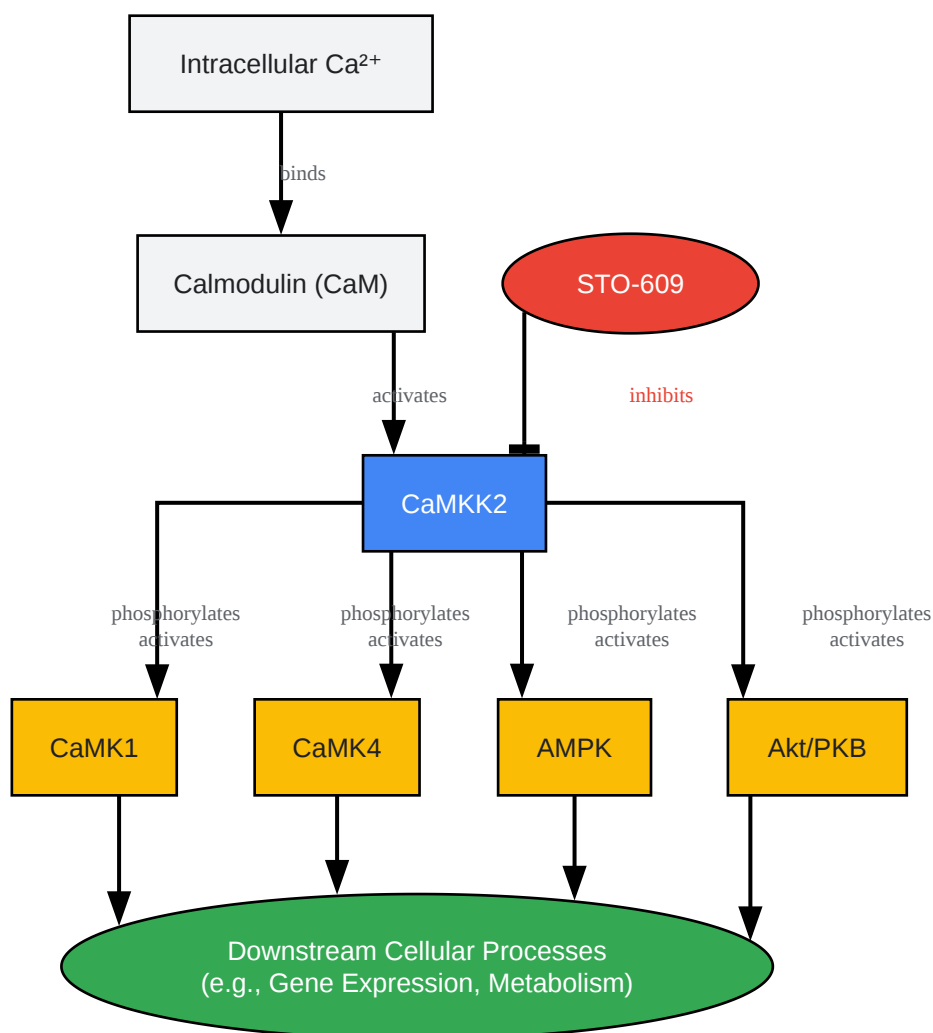 Intracellular Ca²⁺
binds
Calmodulin (CaM)
STO-609
activates
inhibits
CaMKK2
phosphorylates
activates
phosphorylates
activates
phosphorylates
activates
phosphorylates
activates
CaMK1
CaMK4
AMPK
Akt/PKB
Downstream Cellular Processes
(e.g., Gene Expression, Metabolism)